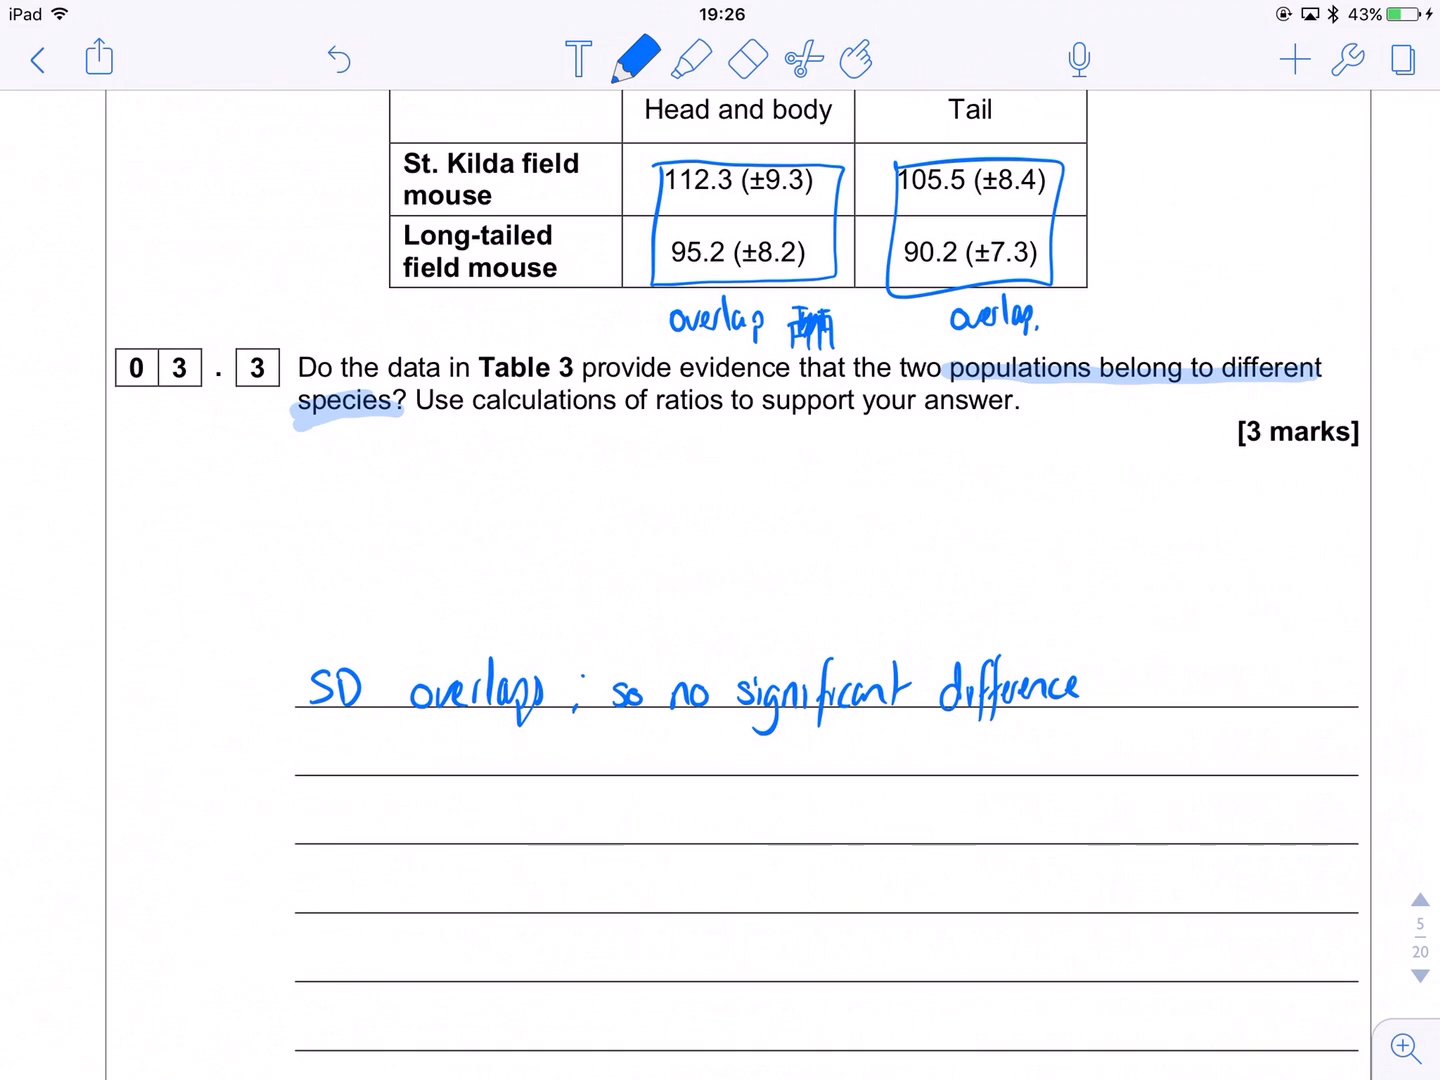 iPad 19:26 43%
T
Head and body Tail
St. Kilda field mouse 112.3 (±9.3) 105.5 (±8.4)
Long-tailed field mouse 95.2 (±8.2) 90.2 (±7.3)
overlap overlap.
0 3 . 3 Do the data in Table 3 provide evidence that the two populations belong to different
species? Use calculations of ratios to support your answer.
[3 marks]
SD overlaps ; so no significant difference
5
20